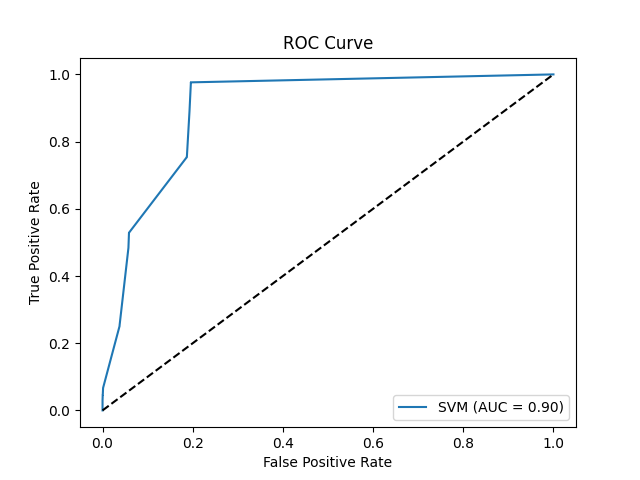 ROC Curve
True Positive Rate
1.0
0.8
0.6
0.4
0.2
0.0
SVM (AUC = 0.90)
0.0 0.2 0.4 0.6 0.8 1.0
False Positive Rate